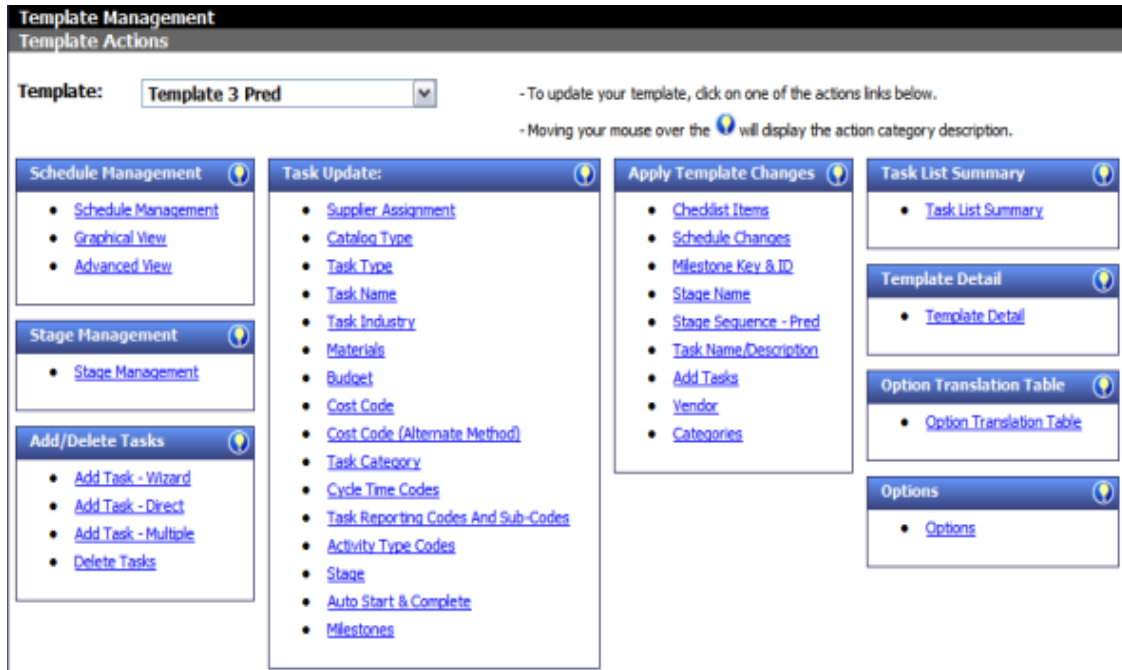 Template Management
Template Actions
Template: Template 3 Pred
- To update your template, click on one of the actions links below.
- Moving your mouse over the will display the action category description.
Schedule Management
Schedule Management
Graphical View
Advanced View
Stage Management
Stage Management
Add/Delete Tasks
Add Task - Wizard
Add Task - Direct
Add Task - Multiple
Delete Tasks
Task Update:
Supplier Assignment
Catalog Type
Task Type
Task Name
Task Industry
Materials
Budget
Cost Code
Cost Code (Alternate Method)
Task Category
Cycle Time Codes
Task Reporting Codes And Sub-Codes
Activity Type Codes
Stage
Auto Start & Complete
Milestones
Apply Template Changes
Checklist Items
Schedule Changes
Milestone Key & ID
Stage Name
Stage Sequence - Pred
Task Name/Description
Add Tasks
Vendor
Categories
Task List Summary
Task List Summary
Template Detail
Template Detail
Option Translation Table
Option Translation Table
Options
Options